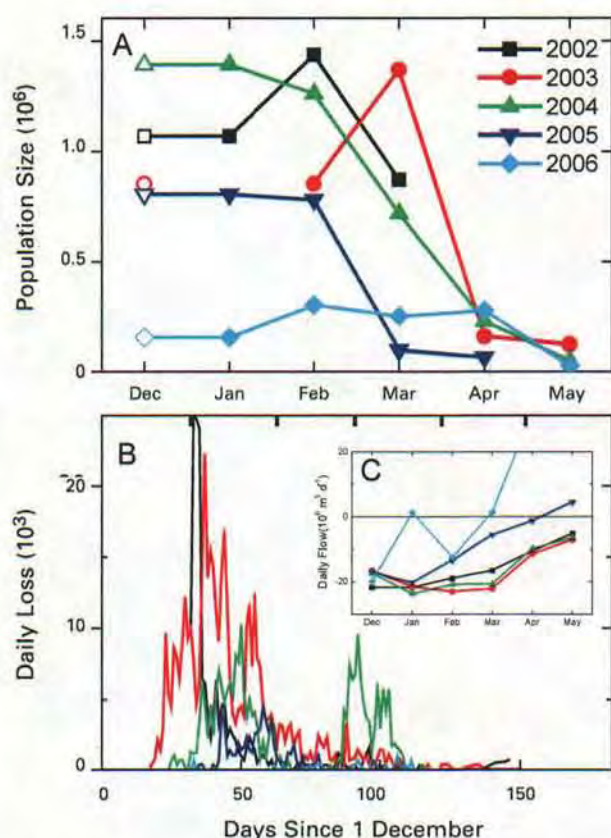 A
2002
2003
2004
2005
2006
Population Size (10⁶)
1.5
1.0
0.5
0
Dec Jan Feb Mar Apr May
B
Daily Loss (10³)
20
10
0
C
Daily Flow(10⁶ m³ d⁻¹)
20
0
-20
Dec Jan Feb Mar Apr May
0 50 100 150
Days Since 1 December